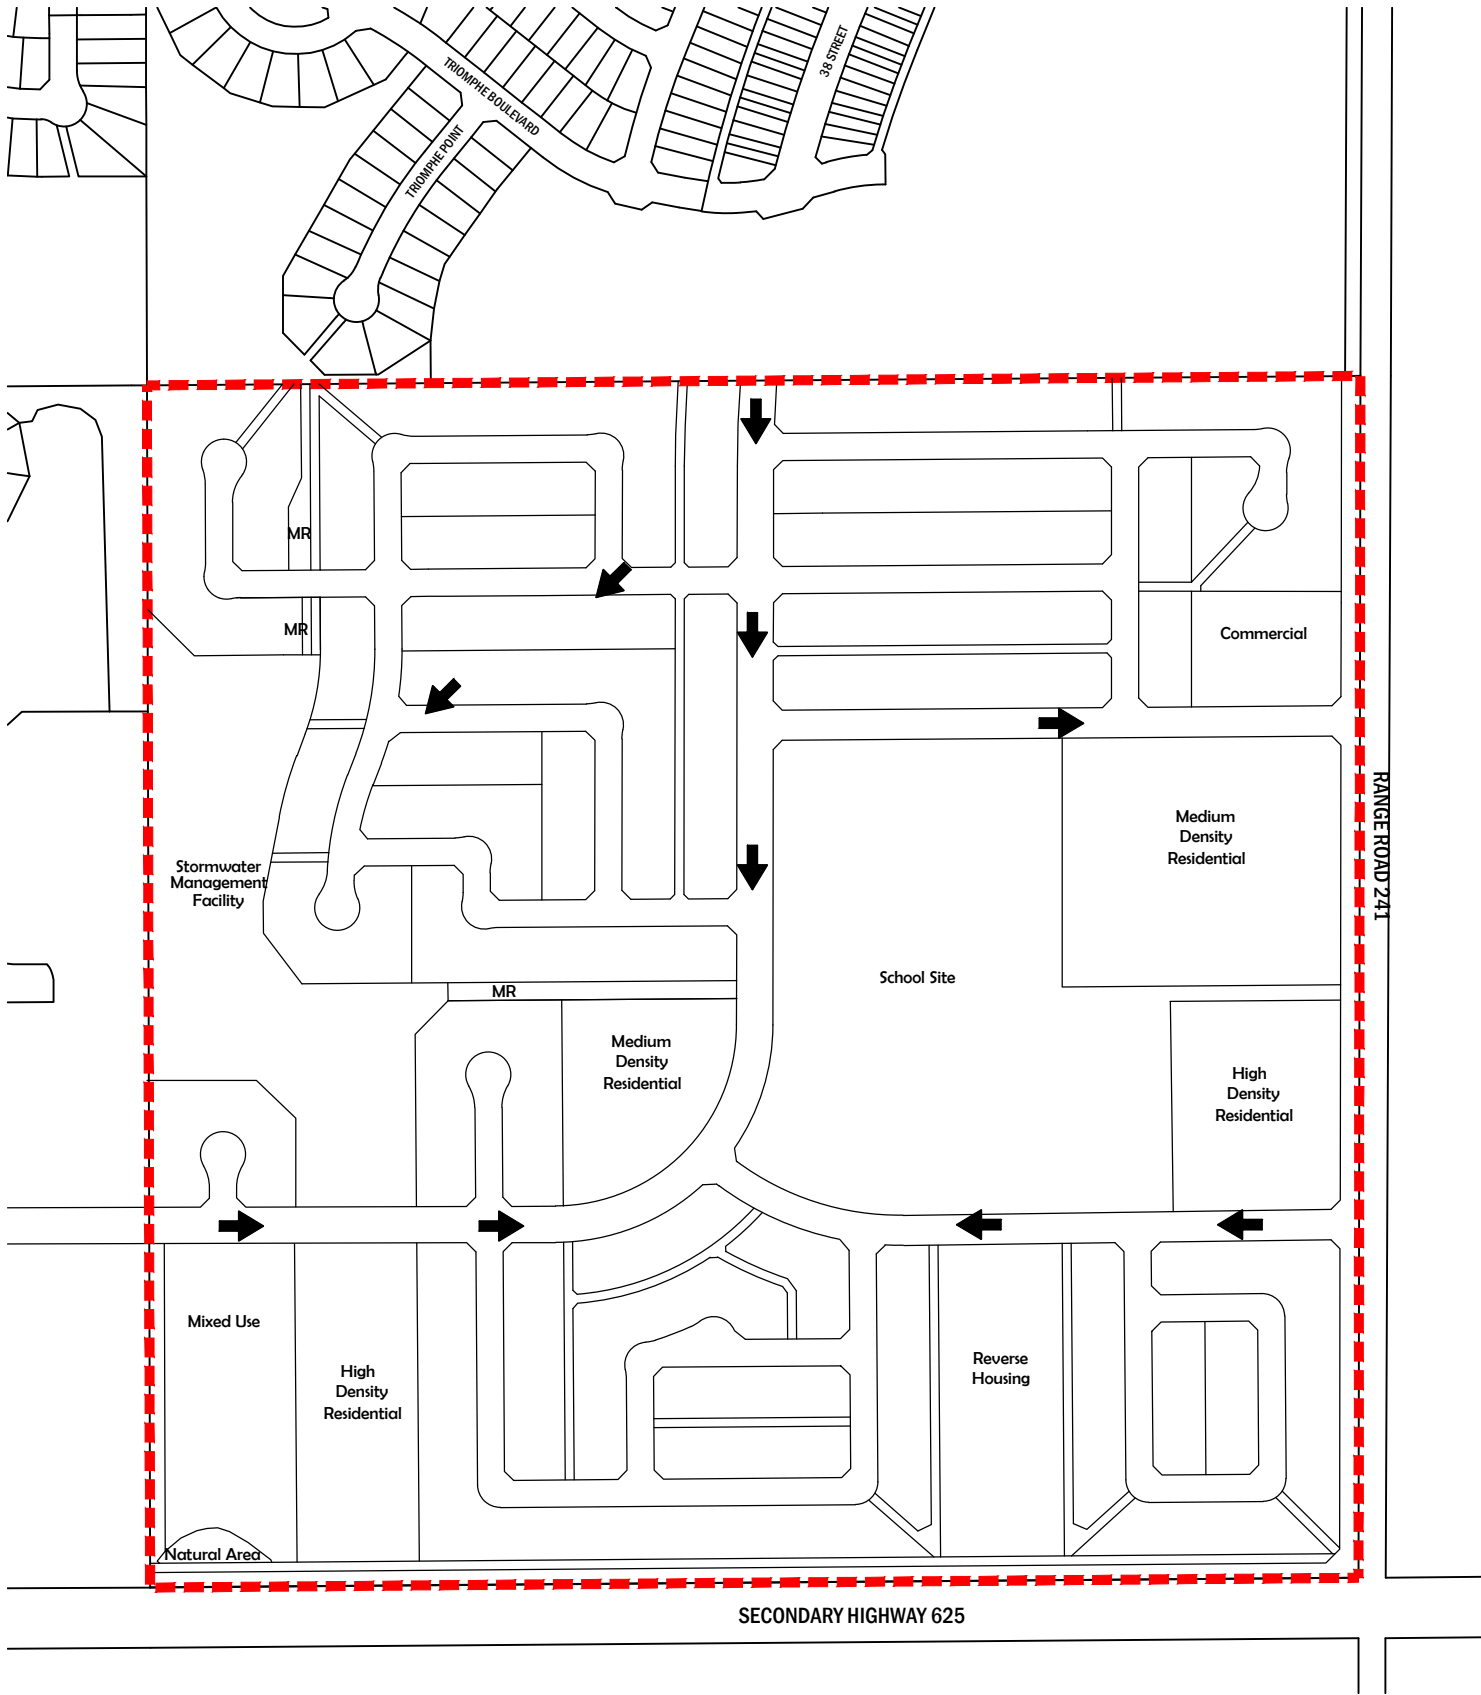 38 STREET
TRIOMPHE BOULEVARD
TRIOMPHE POINT
MR
MR
Commercial
RANGE ROAD 241
Medium
Density
Residential
Stormwater
Management
Facility
School Site
MR
Medium
Density
Residential
High
Density
Residential
Mixed Use
High
Density
Residential
Reverse
Housing
Natural Area
SECONDARY HIGHWAY 625